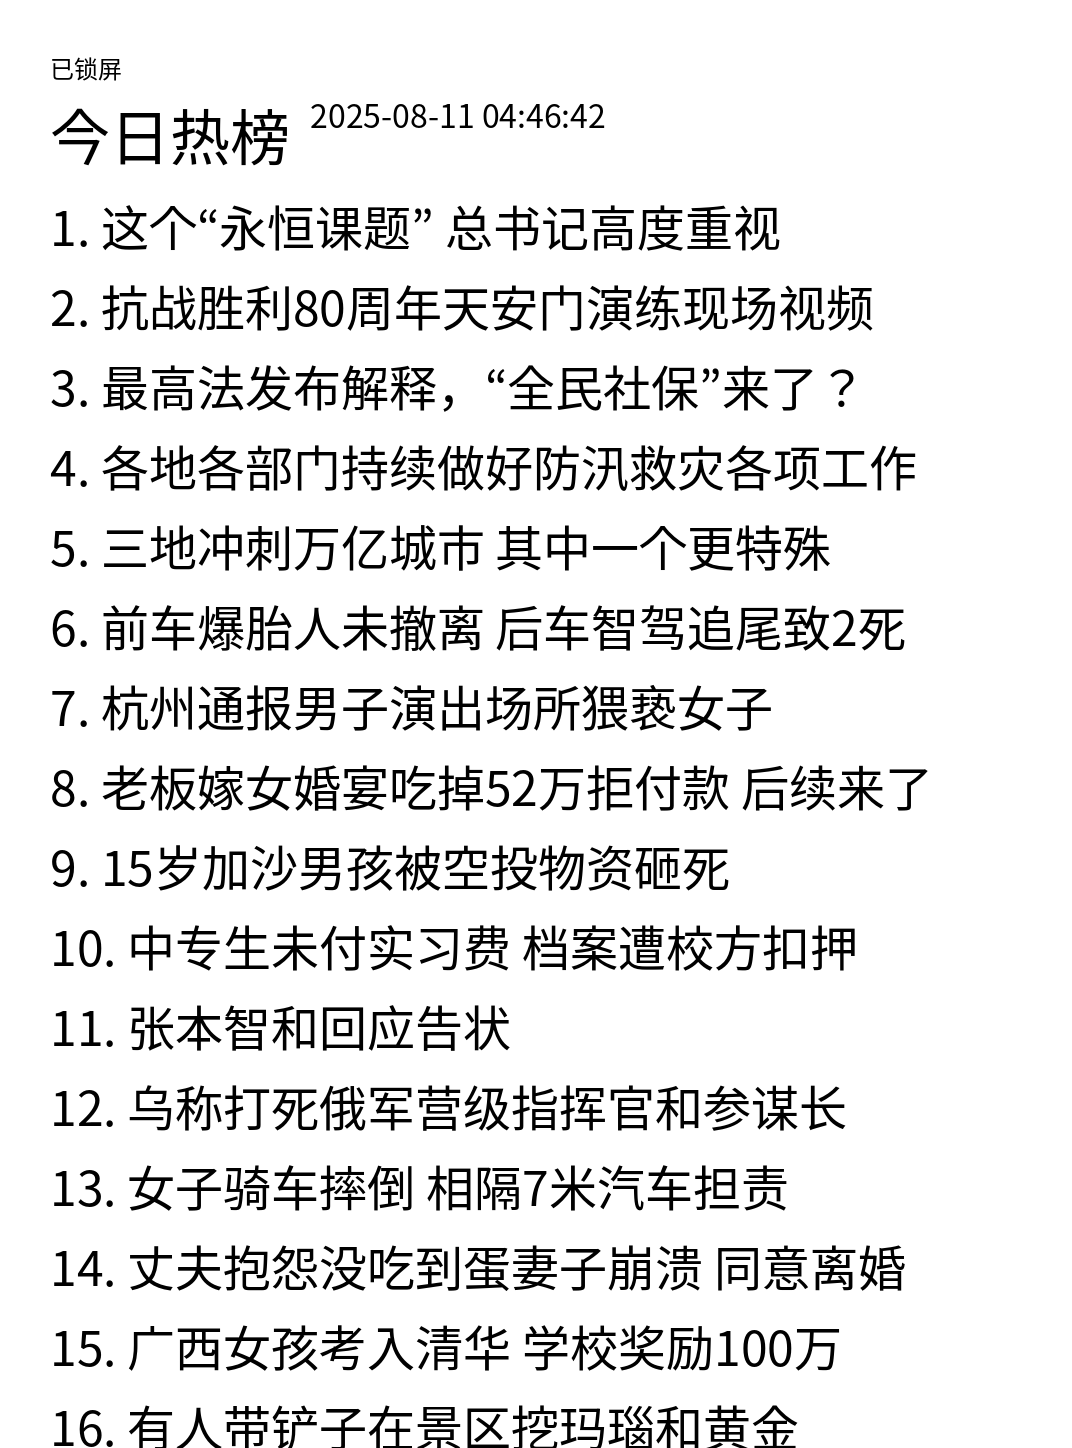 已锁屏
今日热榜 2025-08-11 04:46:42
1. 这个“永恒课题” 总书记高度重视
2. 抗战胜利80周年天安门演练现场视频
3. 最高法发布解释，“全民社保”来了？
4. 各地各部门持续做好防汛救灾各项工作
5. 三地冲刺万亿城市 其中一个更特殊
6. 前车爆胎人未撤离 后车智驾追尾致2死
7. 杭州通报男子演出场所猥亵女子
8. 老板嫁女婚宴吃掉52万拒付款 后续来了
9. 15岁加沙男孩被空投物资砸死
10. 中专生未付实习费 档案遭校方扣押
11. 张本智和回应告状
12. 乌称打死俄军营级指挥官和参谋长
13. 女子骑车摔倒 相隔7米汽车担责
14. 丈夫抱怨没吃到蛋妻子崩溃 同意离婚
15. 广西女孩考入清华 学校奖励100万
16. 有人带铲子在景区挖玛瑙和黄金